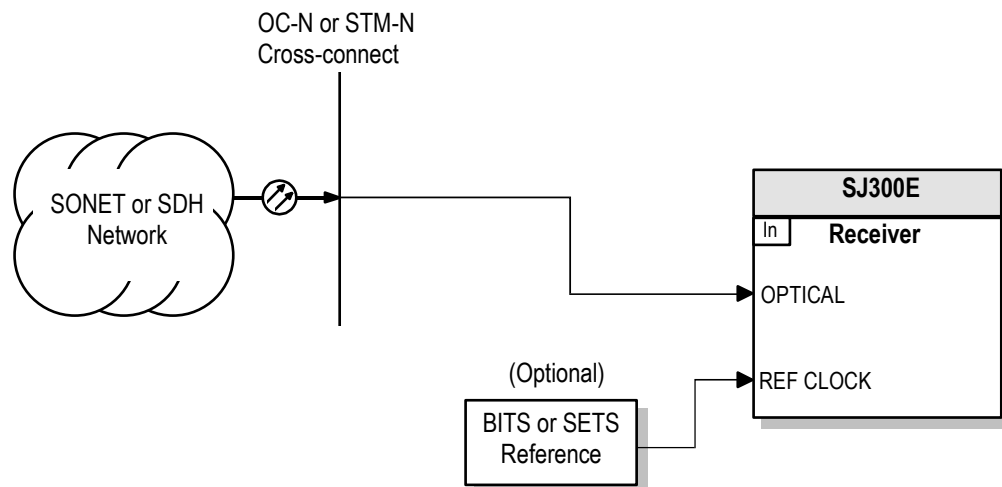 OC-N or STM-N
Cross-connect
SONET or SDH
Network
SJ300E
In
Receiver
OPTICAL
REF CLOCK
(Optional)
BITS or SETS
Reference